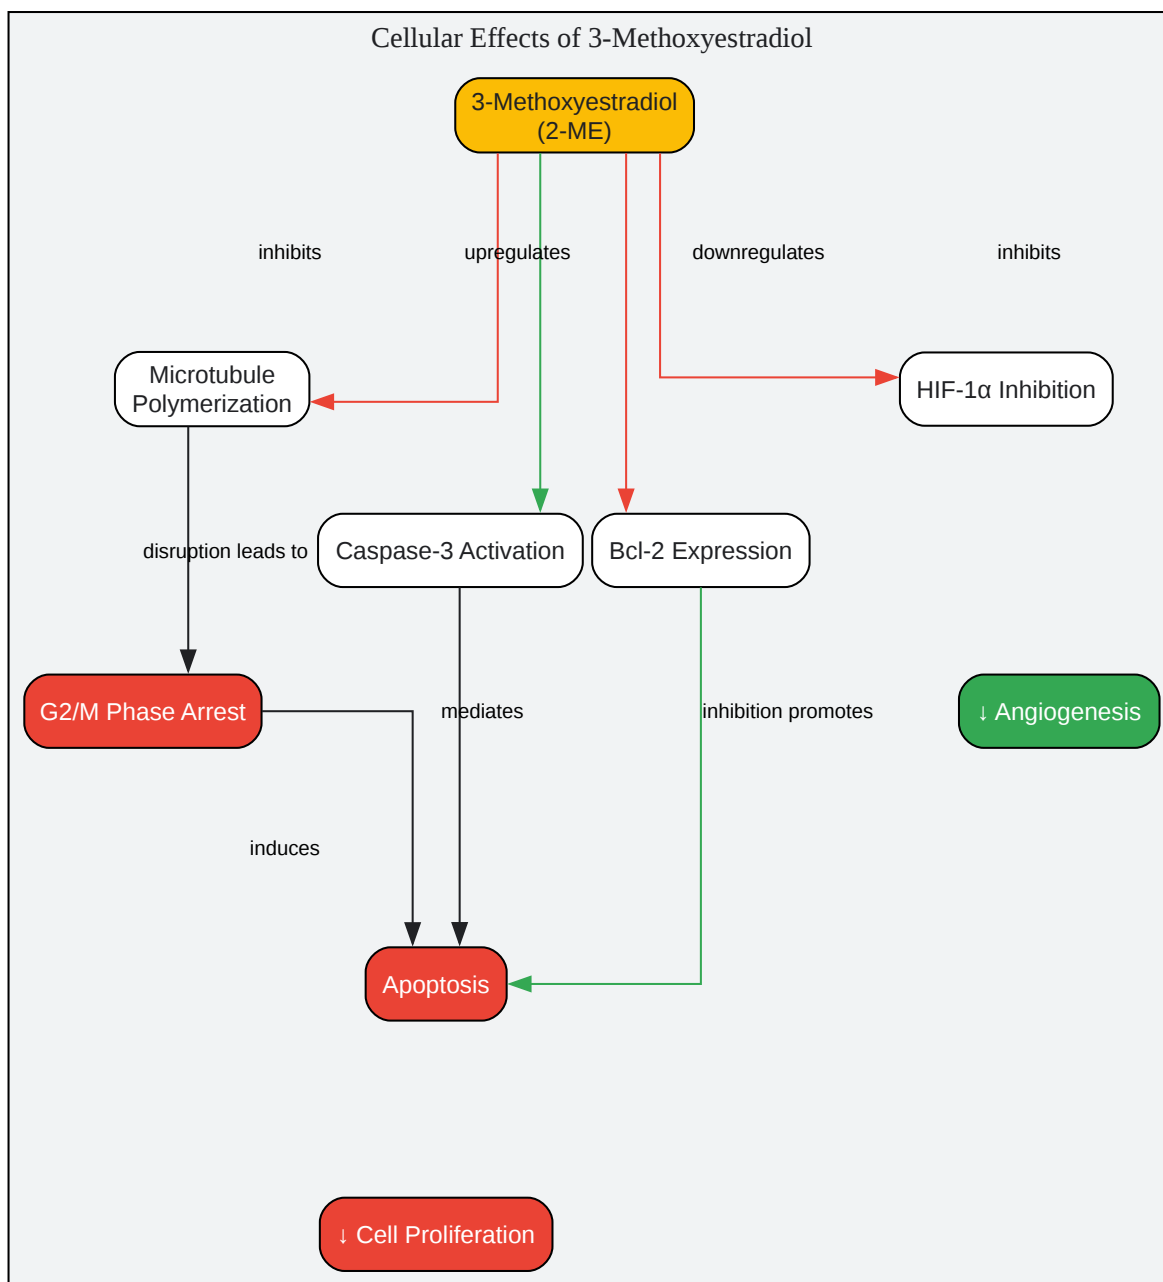 Cellular Effects of 3-Methoxyestradiol
3-Methoxyestradiol
(2-ME)
inhibits
upregulates
downregulates
inhibits
Microtubule
Polymerization
HIF-1α Inhibition
disruption leads to
Caspase-3 Activation
Bcl-2 Expression
G2/M Phase Arrest
mediates
inhibition promotes
↓ Angiogenesis
induces
Apoptosis
↓ Cell Proliferation